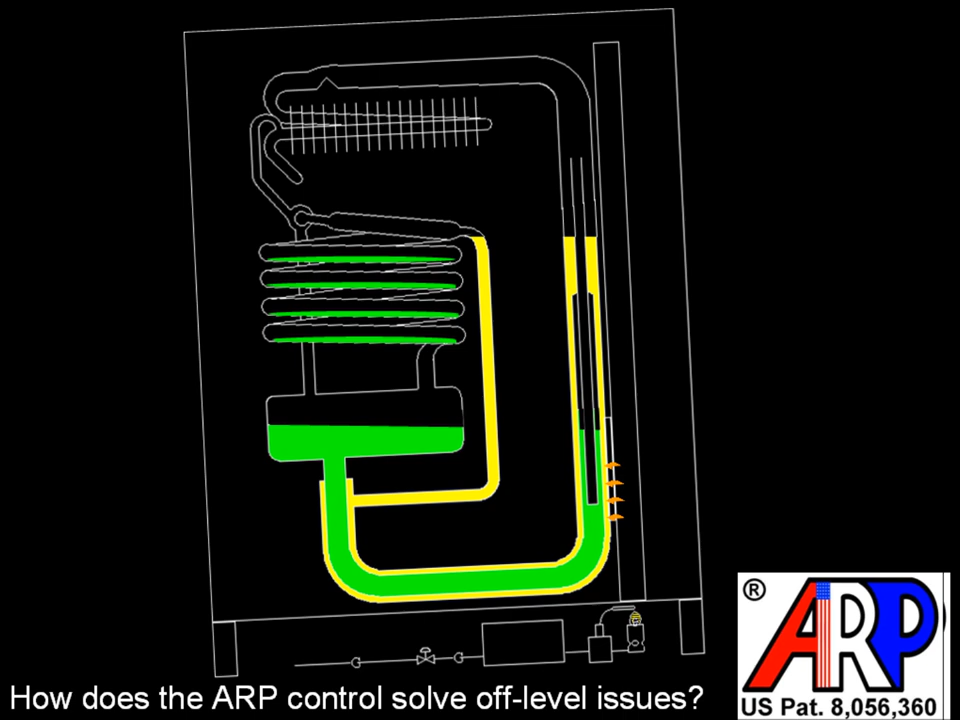 ®
ARP
How does the ARP control solve off-level issues?
US Pat. 8,056,360